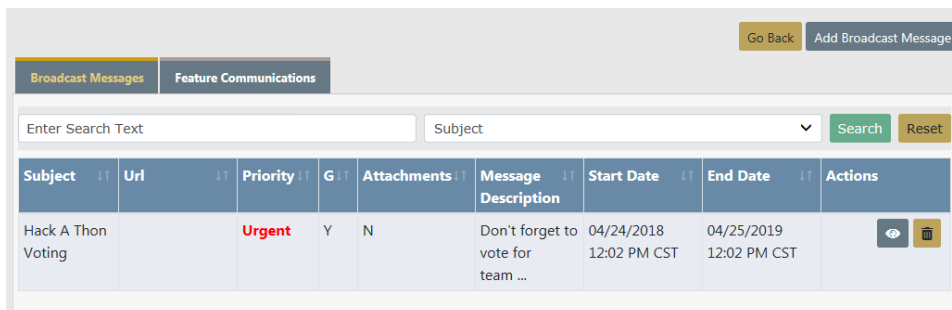 Go Back Add Broadcast Message
Broadcast Messages Feature Communications
Enter Search Text Subject Search Reset
Subject Url Priority G Attachments Message Description Start Date End Date Actions
Hack A Thon Voting Urgent Y N Don't forget to vote for team ... 04/24/2018 12:02 PM CST 04/25/2019 12:02 PM CST